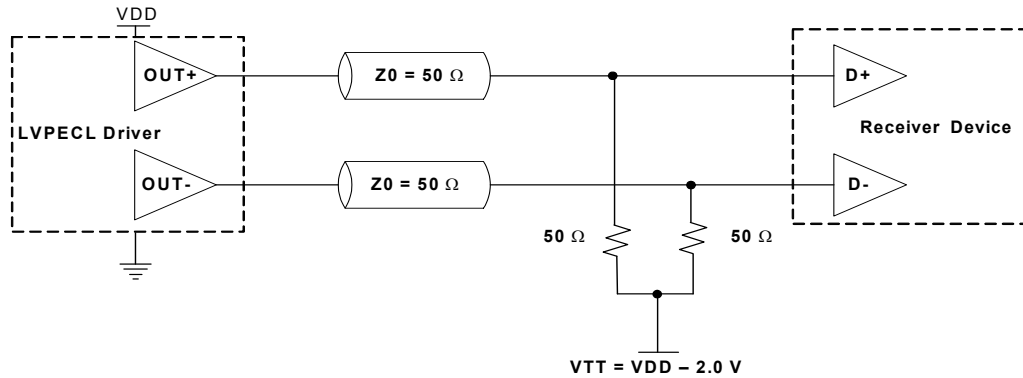 VDD
OUT+
Z0 = 50 Ω
D+
LVPECL Driver
Receiver Device
OUT-
Z0 = 50 Ω
D-
50 Ω
50 Ω
VTT = VDD – 2.0 V